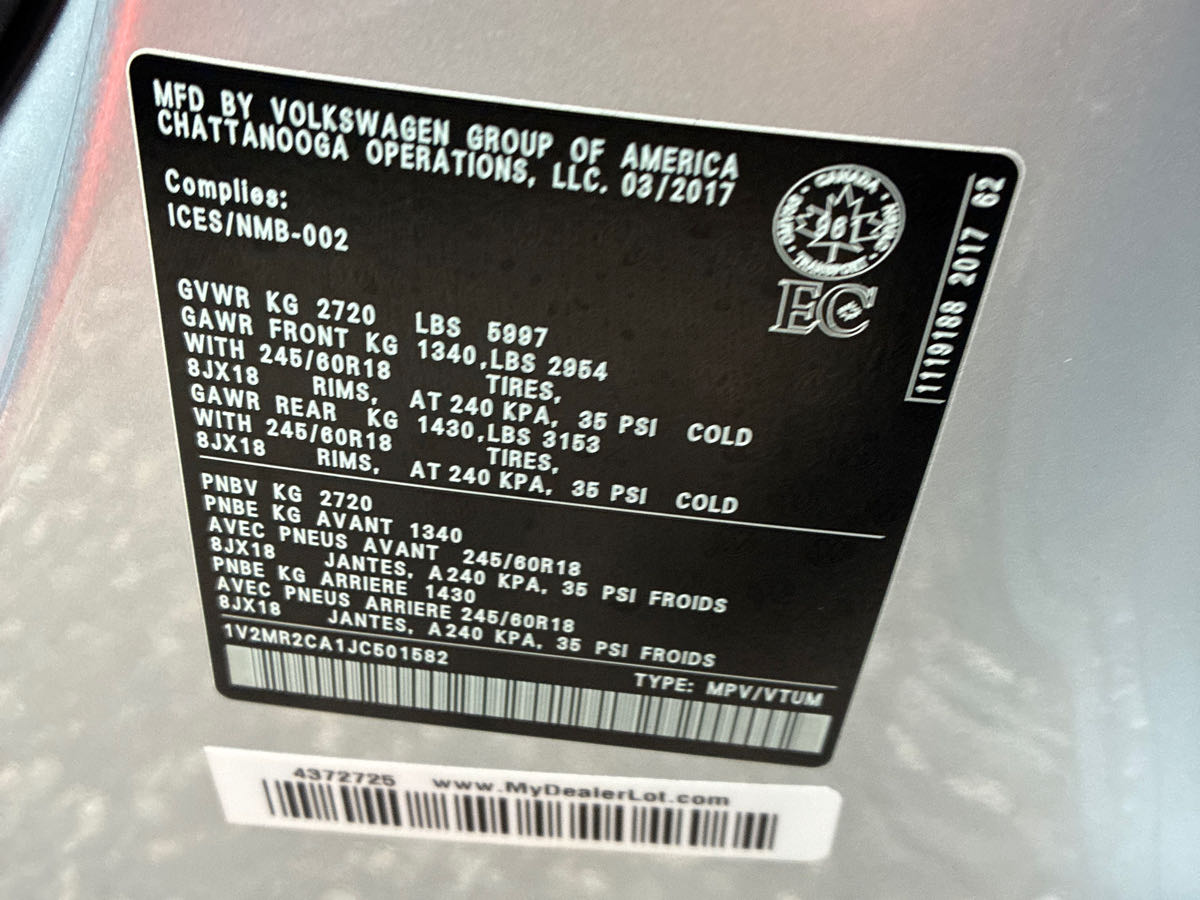 MFD BY VOLKSWAGEN GROUP OF AMERICA
CHATTANOOGA OPERATIONS, LLC. 03/2017
Complies:
ICES/NMB-002
CANADA
TRANSPORT
EC
1119188 2017 62
GVWR KG 2720 LBS 5997
GAWR FRONT KG 1340,LBS 2954
WITH 245/60R18 TIRES,
8JX18 RIMS, AT 240 KPA, 35 PSI COLD
GAWR REAR KG 1430,LBS 3153
WITH 245/60R18 TIRES,
8JX18 RIMS, AT 240 KPA, 35 PSI COLD
PNBV KG 2720
PNBE KG AVANT 1340
AVEC PNEUS AVANT 245/60R18
8JX18 JANTES, A240 KPA, 35 PSI FROIDS
PNBE KG ARRIERE 1430
AVEC PNEUS ARRIERE 245/60R18
8JX18 JANTES, A240 KPA, 35 PSI FROIDS
1V2MR2CA1JC501582
TYPE: MPV/VTUM
4372725 www.MyDealerLot.com